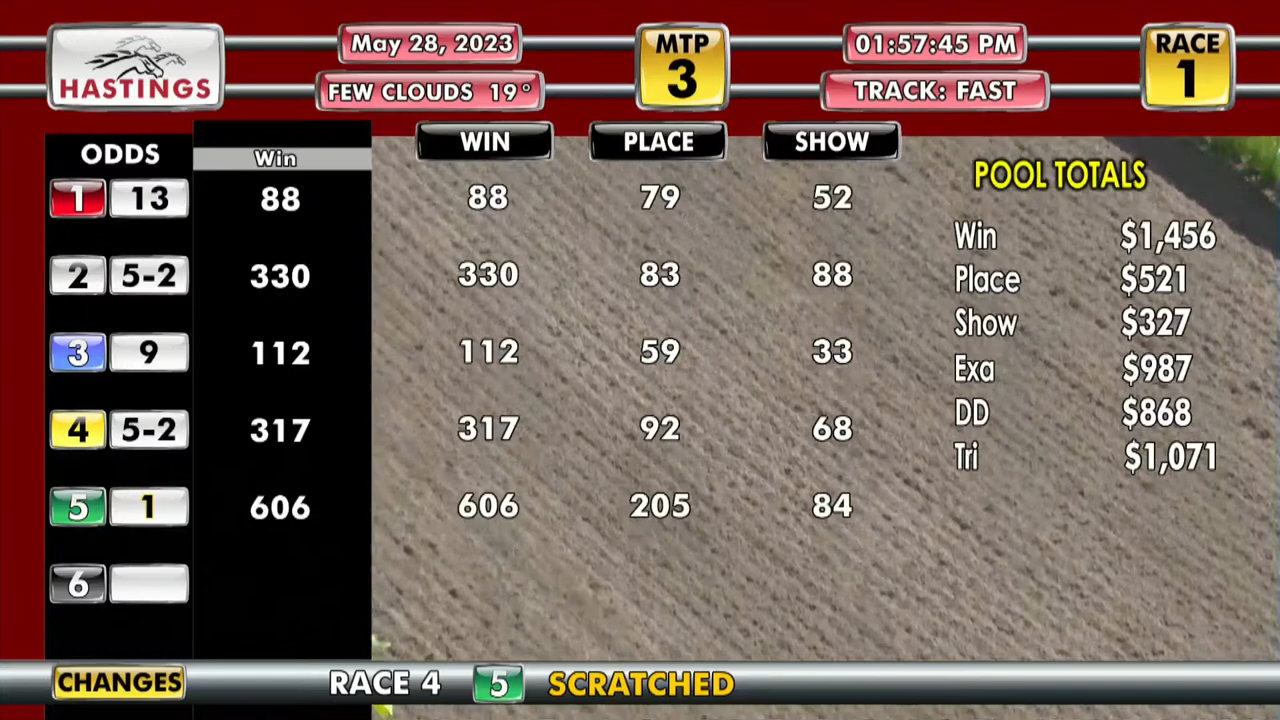 HASTINGS
May 28, 2023
FEW CLOUDS 19°
MTP
3
01:57:45 PM
TRACK: FAST
RACE
1
ODDS Win WIN PLACE SHOW
1 13 88 88 79 52
2 5-2 330 330 83 88
3 9 112 112 59 33
4 5-2 317 317 92 68
5 1 606 606 205 84
6
POOL TOTALS
Win $1,456
Place $521
Show $327
Exa $987
DD $868
Tri $1,071
CHANGES RACE 4 5 SCRATCHED